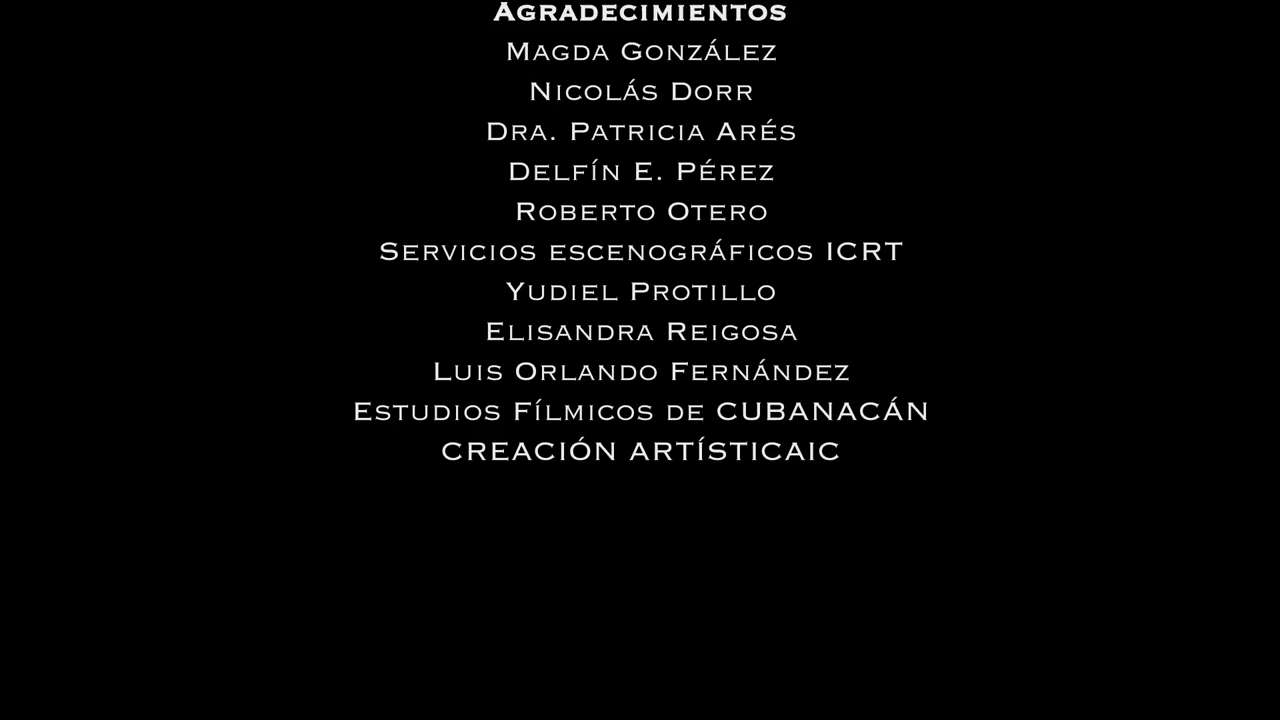 Agradecimientos
Magda González
Nicolás Dorr
Dra. Patricia Arés
Delfín E. Pérez
Roberto Otero
Servicios escenográficos ICRT
Yudiel Protillo
Elisandra Reigosa
Luis Orlando Fernández
Estudios Fílmicos de CUBANACÁN
CREACIÓN ARTÍSTICAIC